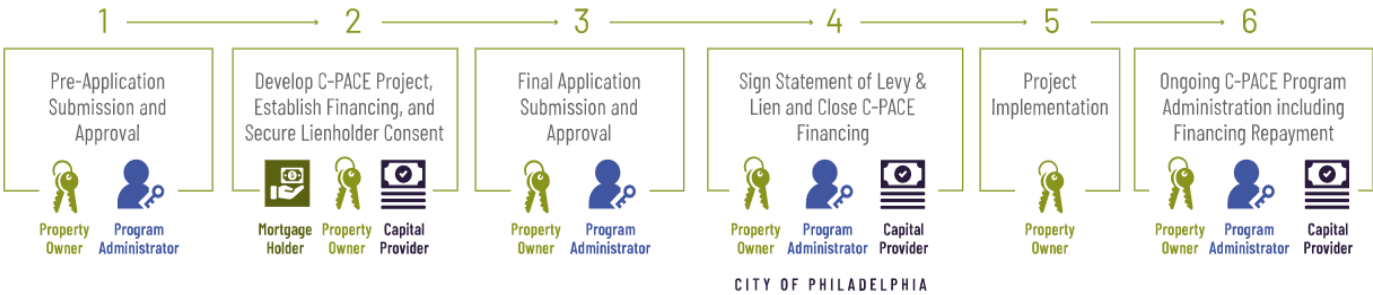 1
2
3
4
5
6
Pre-Application
Submission and
Approval
Property
Owner
Program
Administrator
Develop C-PACE Project,
Establish Financing, and
Secure Lienholder Consent
Mortgage
Holder
Property
Owner
Capital
Provider
Final Application
Submission and
Approval
Property
Owner
Program
Administrator
Sign Statement of Levy &
Lien and Close C-PACE
Financing
Property
Owner
Program
Administrator
Capital
Provider
CITY OF PHILADELPHIA
Project
Implementation
Property
Owner
Ongoing C-PACE Program
Administration including
Financing Repayment
Property
Owner
Program
Administrator
Capital
Provider